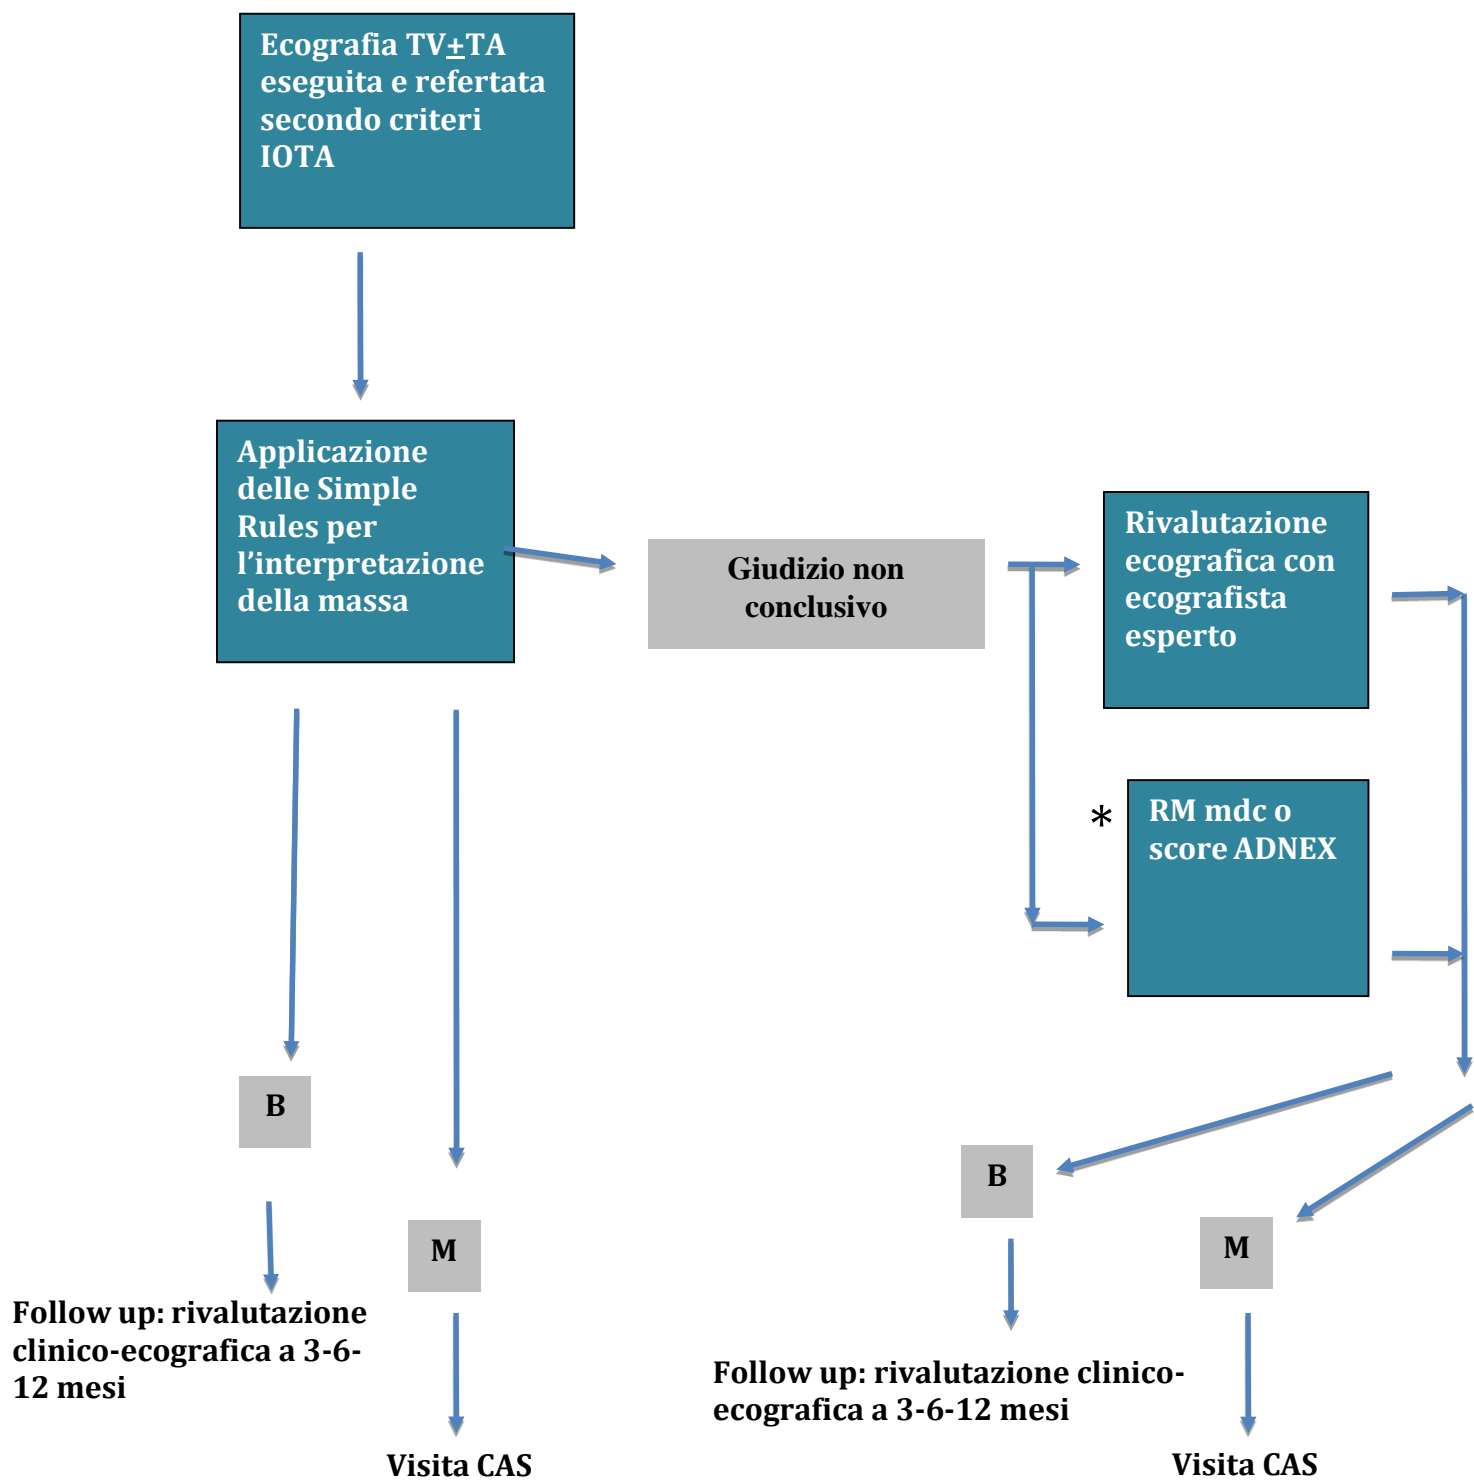 Ecografia TV±TA
eseguita e refertata
secondo criteri
IOTA
Applicazione
delle Simple
Rules per
l’interpretazione
della massa
Giudizio non
conclusivo
Rivalutazione
ecografica con
ecografista
esperto
*
RM mdc o
score ADNEX
B
M
Follow up: rivalutazione
clinico-ecografica a 3-6-
12 mesi
Visita CAS
B
M
Follow up: rivalutazione clinico-
ecografica a 3-6-12 mesi
Visita CAS